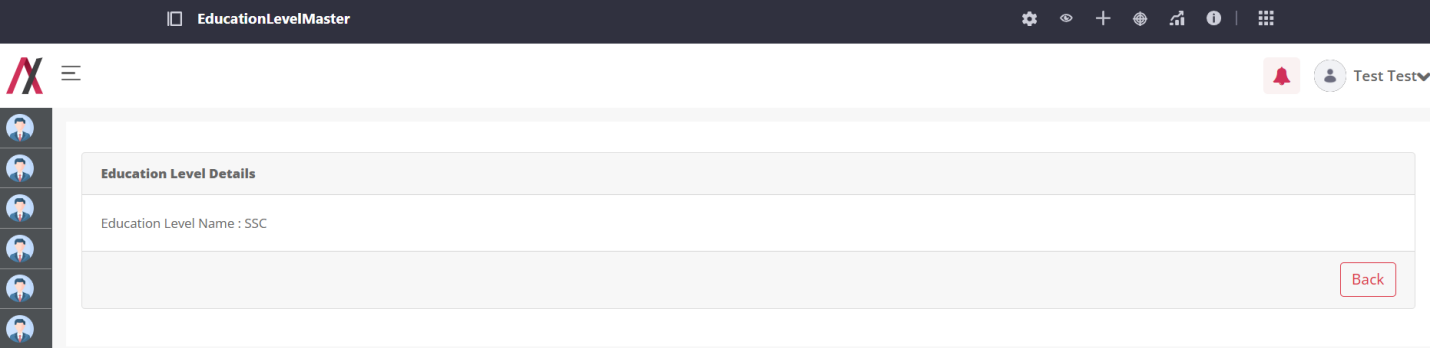 EducationLevelMaster
Test Test
Education Level Details
Education Level Name : SSC
Back